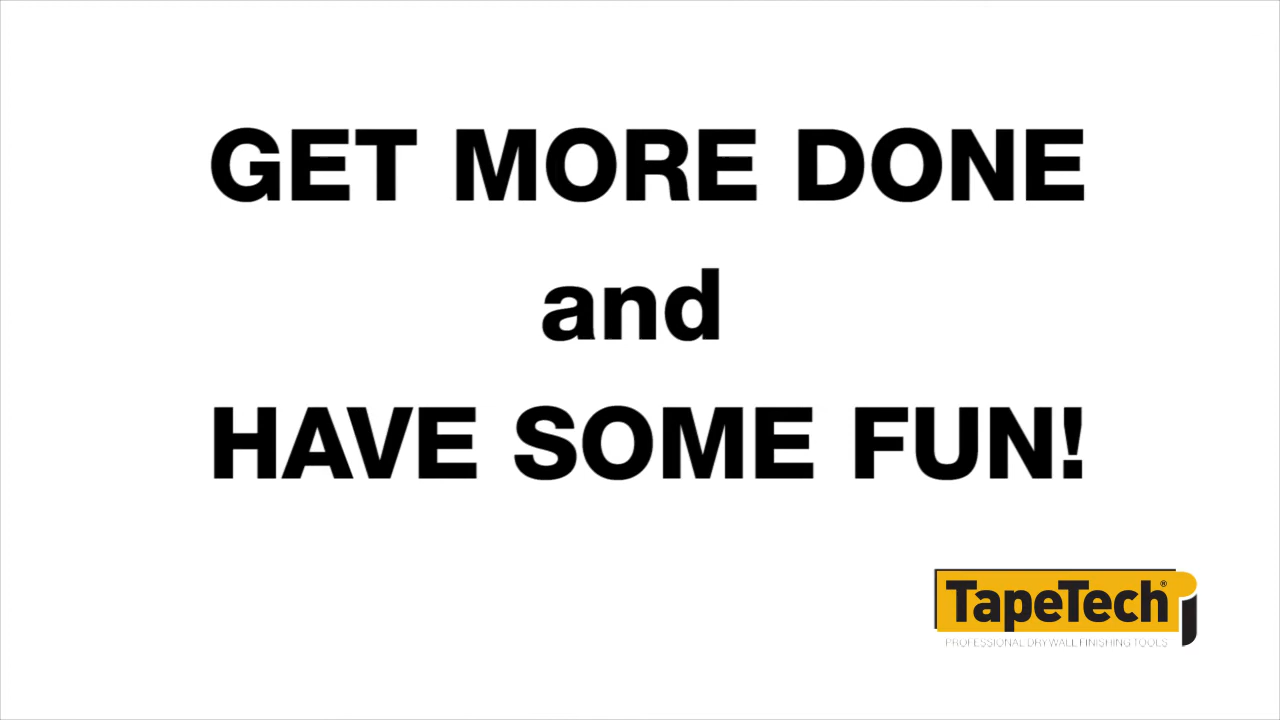 GET MORE DONE
and
HAVE SOME FUN!
TapeTech®
PROFESSIONAL DRYWALL FINISHING TOOLS